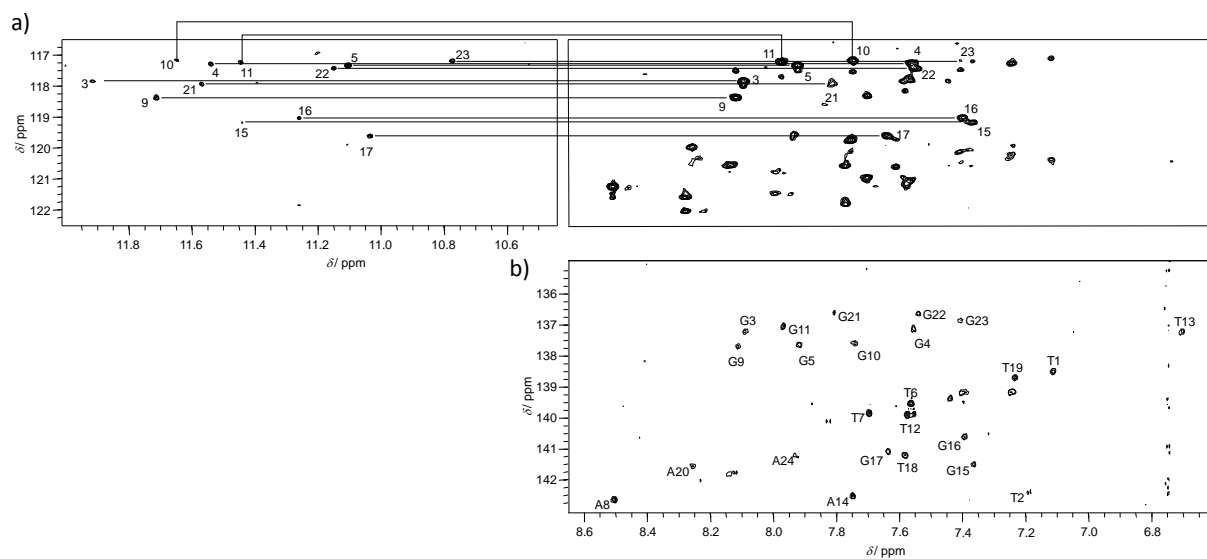 a)
117
118
119
120
121
122
δ/ ppm
10
4
11
5
23
22
3
21
9
16
15
17
11
10
4
23
3
5
22
21
9
16
15
17
11.8
11.6
11.4
11.2
11.0
10.8
10.6
δ/ ppm
b)
136
137
138
139
140
141
142
δ/ ppm
G3
G11
G21
G22
G23
T13
G9
G5
G10
G4
T19
T1
T6
T7
T12
G16
A20
A24
G17
T18
G15
A8
A14
T2
8.6
8.4
8.2
8.0
7.8
7.6
7.4
7.2
7.0
6.8
δ/ ppm